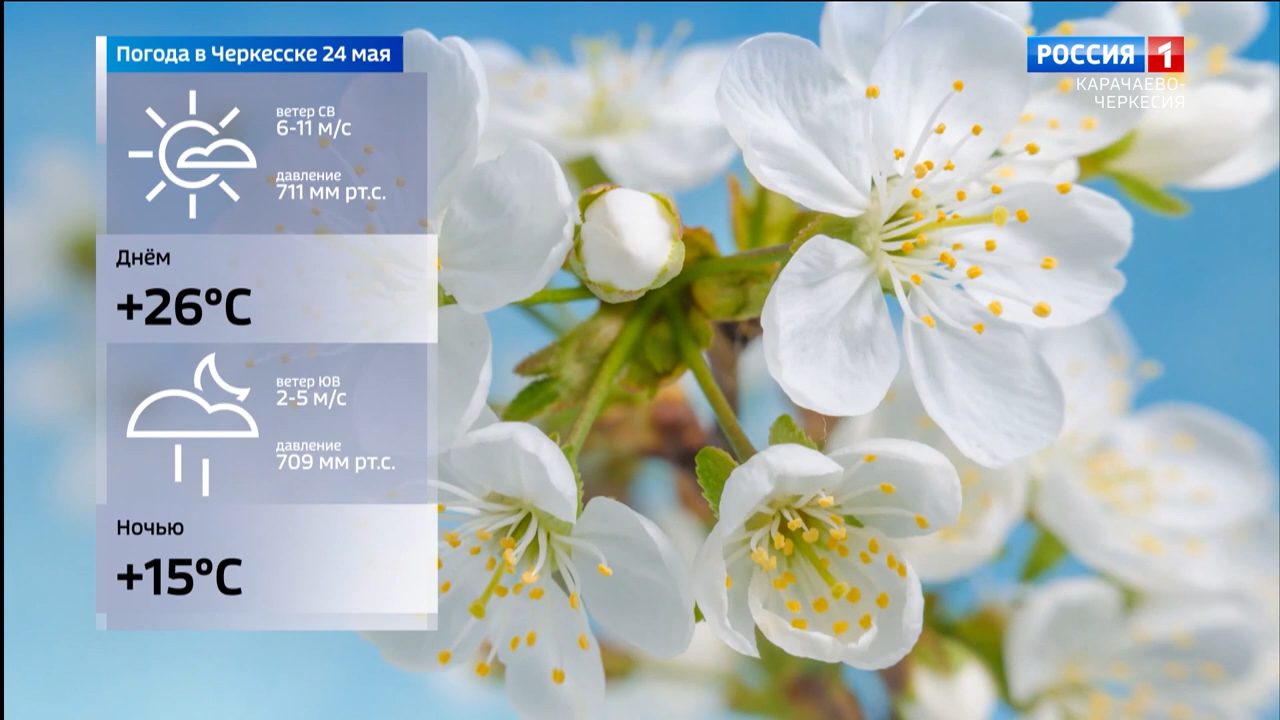 Погода в Черкесске 24 мая
РОССИЯ 1
КАРАЧАЕВО-
ЧЕРКЕСИЯ
ветер СВ
6-11 м/с
давление
711 мм рт.с.
Днём
+26°C
ветер ЮВ
2-5 м/с
давление
709 мм рт.с.
Ночью
+15°C